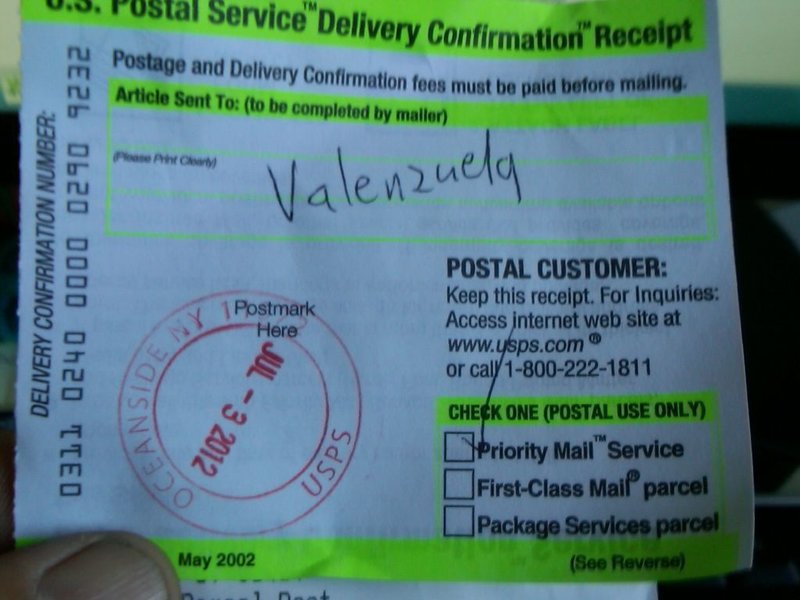 U.S. Postal Service™ Delivery Confirmation™ Receipt
Postage and Delivery Confirmation fees must be paid before mailing.
Article Sent To: (to be completed by mailer)
(Please Print Clearly)
Valenzuela
DELIVERY CONFIRMATION NUMBER:
0311 0240 0000 0290 2326
Postmark
Here
OCEANSIDE NY
JUL - 3 2012
USPS
POSTAL CUSTOMER:
Keep this receipt. For Inquiries:
Access internet web site at
www.usps.com ®
or call 1-800-222-1811
CHECK ONE (POSTAL USE ONLY)
Priority Mail™ Service
First-Class Mail® parcel
Package Services parcel
May 2002
(See Reverse)